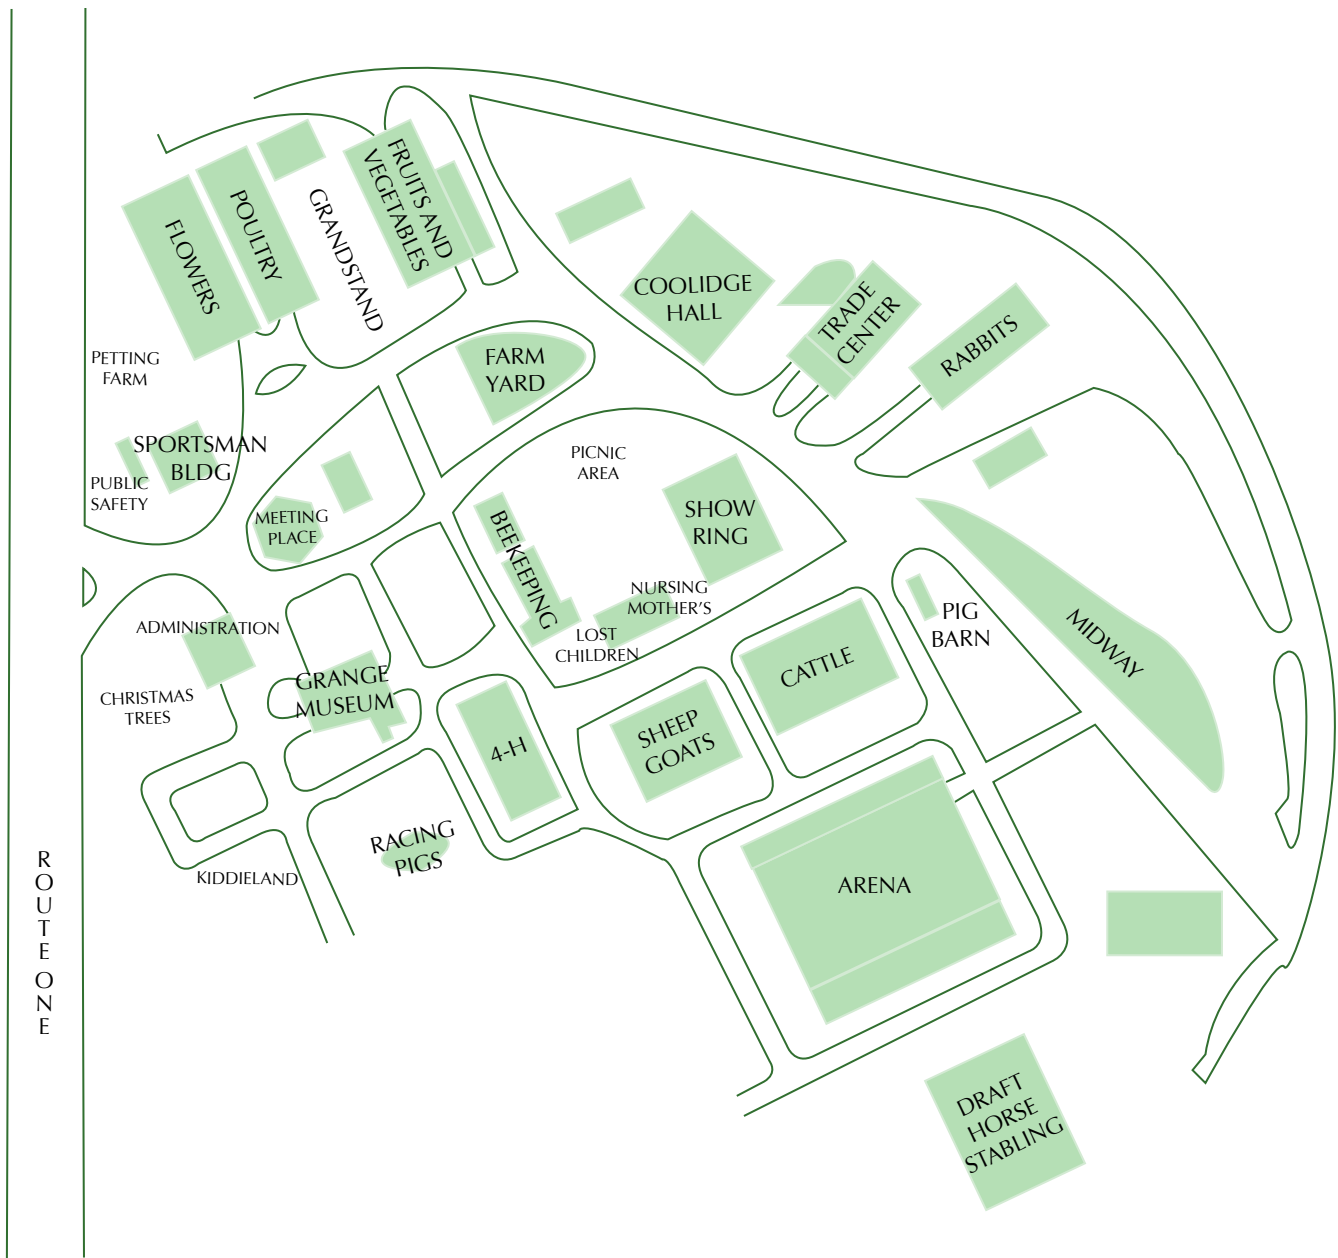 FLOWERS
POULTRY
GRANDSTAND
FRUITS AND
VEGETABLES
COOLIDGE
HALL
TRADE
CENTER
RABBITS
PETTING
FARM
FARM
YARD
SPORTSMAN
BLDG
PUBLIC
SAFETY
MEETING
PLACE
PICNIC
AREA
BEEKEEPING
SHOW
RING
NURSING
MOTHER'S
LOST
CHILDREN
PIG
BARN
MIDWAY
ADMINISTRATION
CHRISTMAS
TREES
GRANGE
MUSEUM
4-H
SHEEP
GOATS
CATTLE
RACING
PIGS
KIDDIELAND
ARENA
ROUTE ONE
DRAFT
HORSE
STABLING